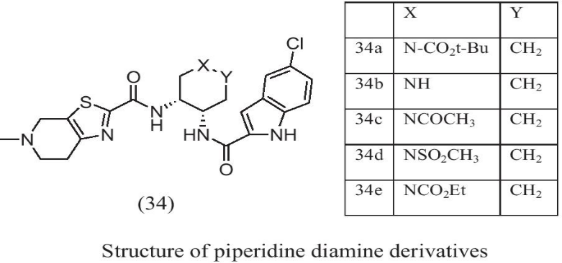 X Y
34a N-CO₂t-Bu CH₂
34b NH CH₂
34c NCOCH₃ CH₂
34d NSO₂CH₃ CH₂
34e NCO₂Et CH₂
Cl
X
Y
O
S
N
H
N
N
HN
NH
O
(34)
Structure of piperidine diamine derivatives